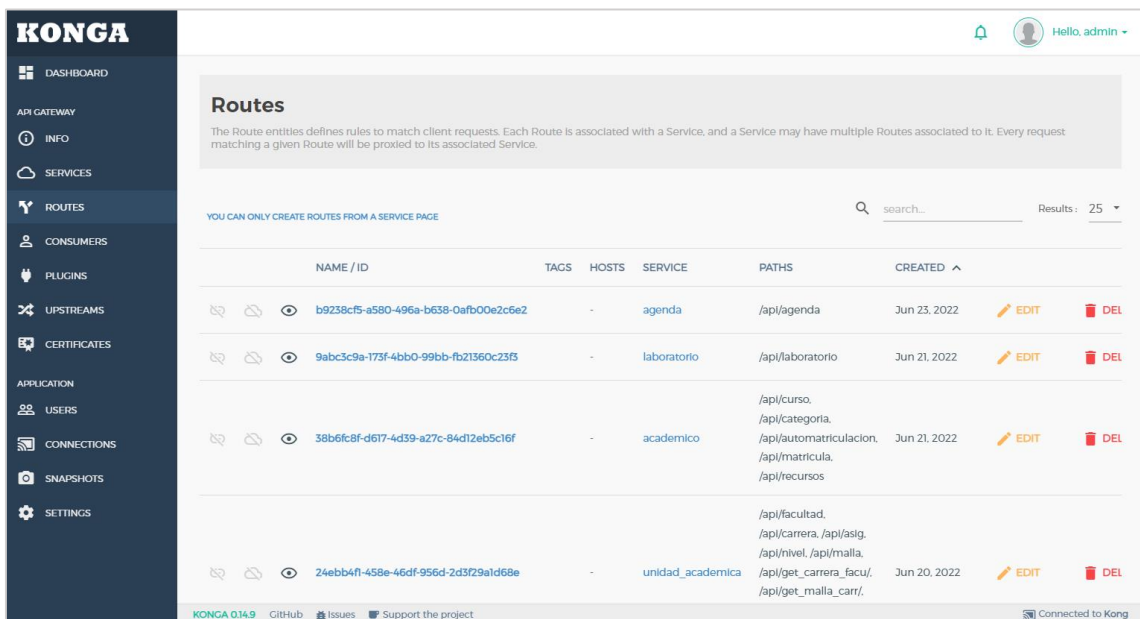 KONGA
Hello, admin
DASHBOARD
API GATEWAY
INFO
SERVICES
ROUTES
CONSUMERS
PLUGINS
UPSTREAMS
CERTIFICATES
APPLICATION
USERS
CONNECTIONS
SNAPSHOTS
SETTINGS
Routes
The Route entities defines rules to match client requests. Each Route is associated with a Service, and a Service may have multiple Routes associated to it. Every request
matching a given Route will be proxied to its associated Service.
YOU CAN ONLY CREATE ROUTES FROM A SERVICE PAGE
search...
Results : 25
NAME / ID TAGS HOSTS SERVICE PATHS CREATED
b9238cf5-a580-496a-b638-0afb00e2c6e2 - agenda /api/agenda Jun 23, 2022 EDIT DEL
9abc3c9a-173f-4bb0-99bb-fb21360c23f3 - laboratorio /api/laboratorio Jun 21, 2022 EDIT DEL
/api/curso,
/api/categoria,
38b6fc8f-d617-4d39-a27c-84d12eb5c16f - academico /api/automatriculacion, Jun 21, 2022 EDIT DEL
/api/matricula,
/api/recursos
/api/facultad,
/api/carrera, /api/asig,
/api/nivel, /api/malla,
24ebb4f1-458e-46df-956d-2d3f29a1d68e - unidad_academica /api/get_carrera_facu/, Jun 20, 2022 EDIT DEL
/api/get_malla_carr/,
KONGA 0.14.9 GitHub Issues Support the project
Connected to Kong